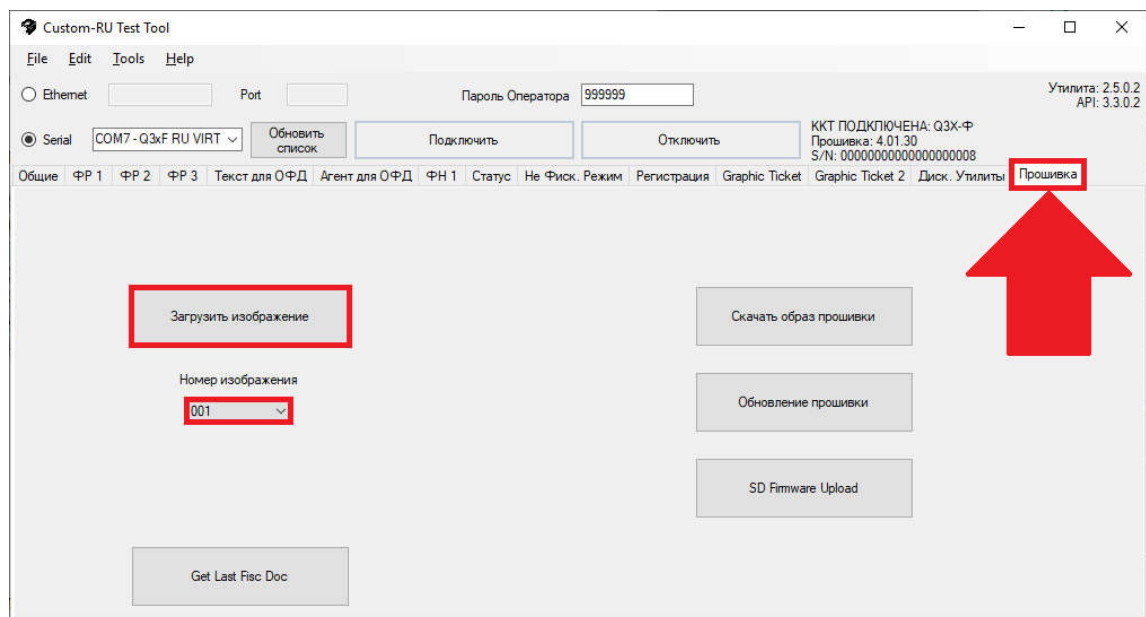 Custom-RU Test Tool
File Edit Tools Help
Ethernet Port Пароль Оператора 999999
Утилита: 2.5.0.2
API: 3.3.0.2
Serial COM7 - Q3xF RU VIRT Обновить список Подключить Отключить
ККТ ПОДКЛЮЧЕНА: Q3X-Ф
Прошивка: 4.01.30
S/N: 00000000000000000008
Общие ФР 1 ФР 2 ФР 3 Текст для ОФД Агент для ОФД ФН 1 Статус Не Фиск. Режим Регистрация Graphic Ticket Graphic Ticket 2 Диск. Утилиты Прошивка
Загрузить изображение
Скачать образ прошивки
Номер изображения
001
Обновление прошивки
SD Firmware Upload
Get Last Fisc Doc